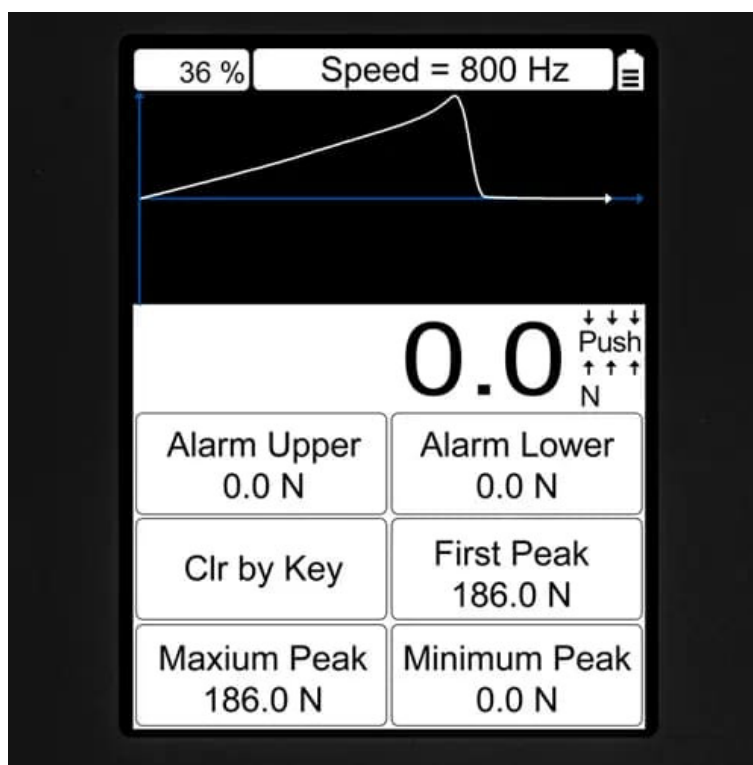 36 %
Speed = 800 Hz
0.0
Push
N
Alarm Upper
0.0 N
Alarm Lower
0.0 N
Clr by Key
First Peak
186.0 N
Maxium Peak
186.0 N
Minimum Peak
0.0 N